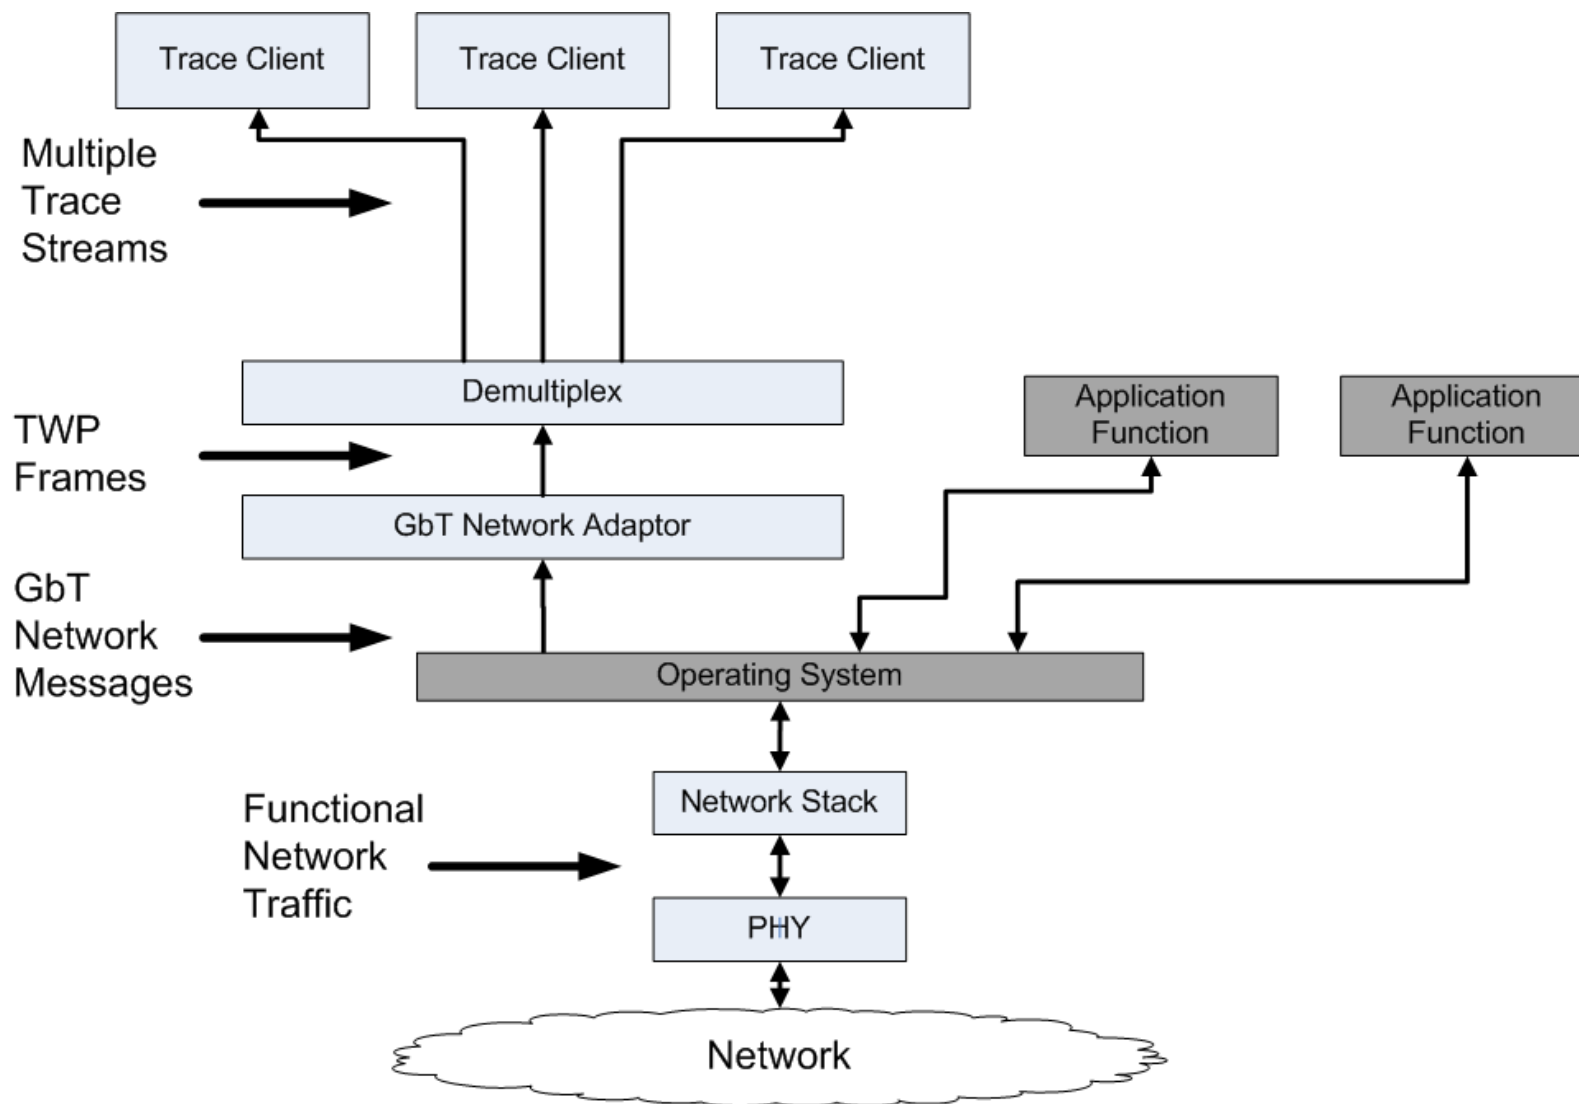 Trace Client
Trace Client
Trace Client
Multiple
Trace
Streams
Demultiplex
TWP
Frames
Application
Function
Application
Function
GbT Network Adaptor
GbT
Network
Messages
Operating System
Network Stack
Functional
Network
Traffic
PHY
Network